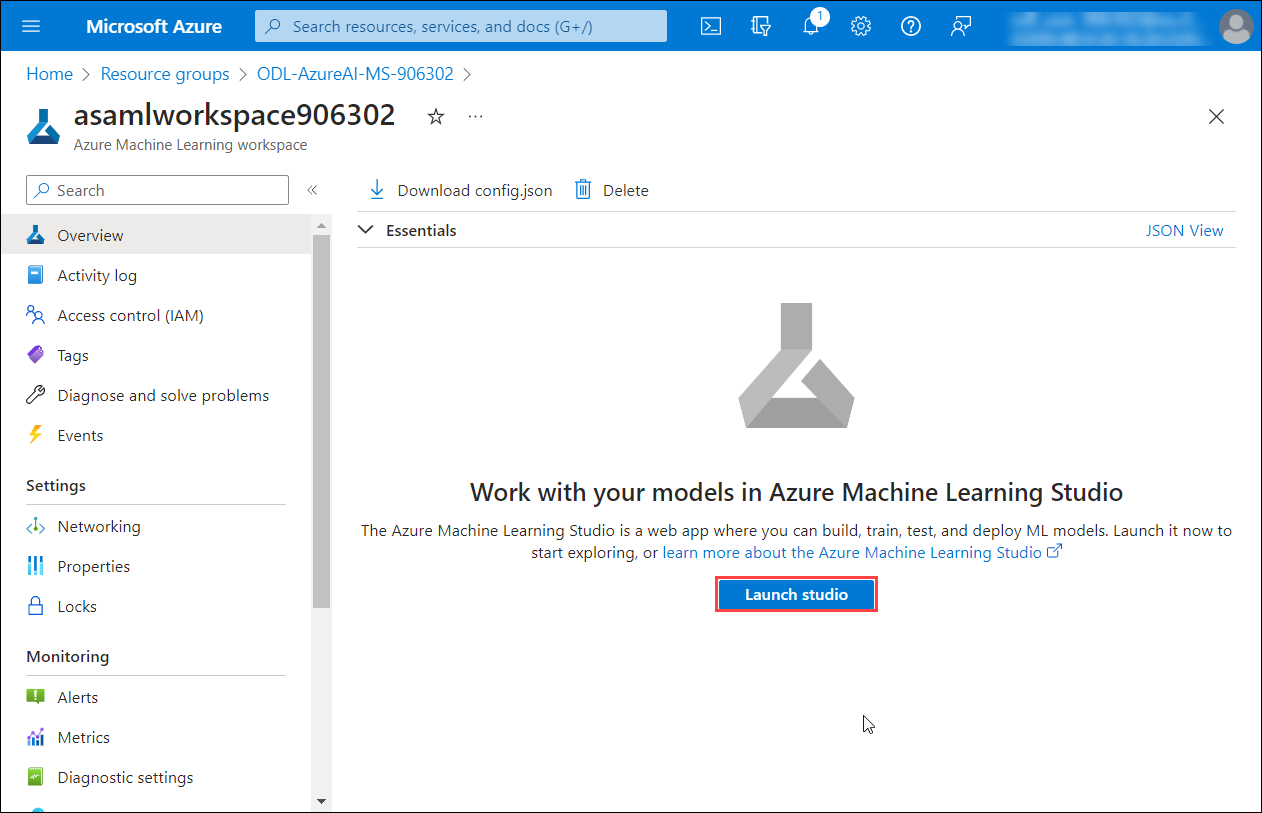 Microsoft Azure
Search resources, services, and docs (G+/)
1
Home > Resource groups > ODL-AzureAI-MS-906302 >
asamlworkspace906302
...
Azure Machine Learning workspace
Search
«
Download config.json
Delete
Essentials
JSON View
Overview
Activity log
Access control (IAM)
Tags
Diagnose and solve problems
Events
Settings
Networking
Properties
Locks
Monitoring
Alerts
Metrics
Diagnostic settings
Work with your models in Azure Machine Learning Studio
The Azure Machine Learning Studio is a web app where you can build, train, test, and deploy ML models. Launch it now to
start exploring, or learn more about the Azure Machine Learning Studio
Launch studio